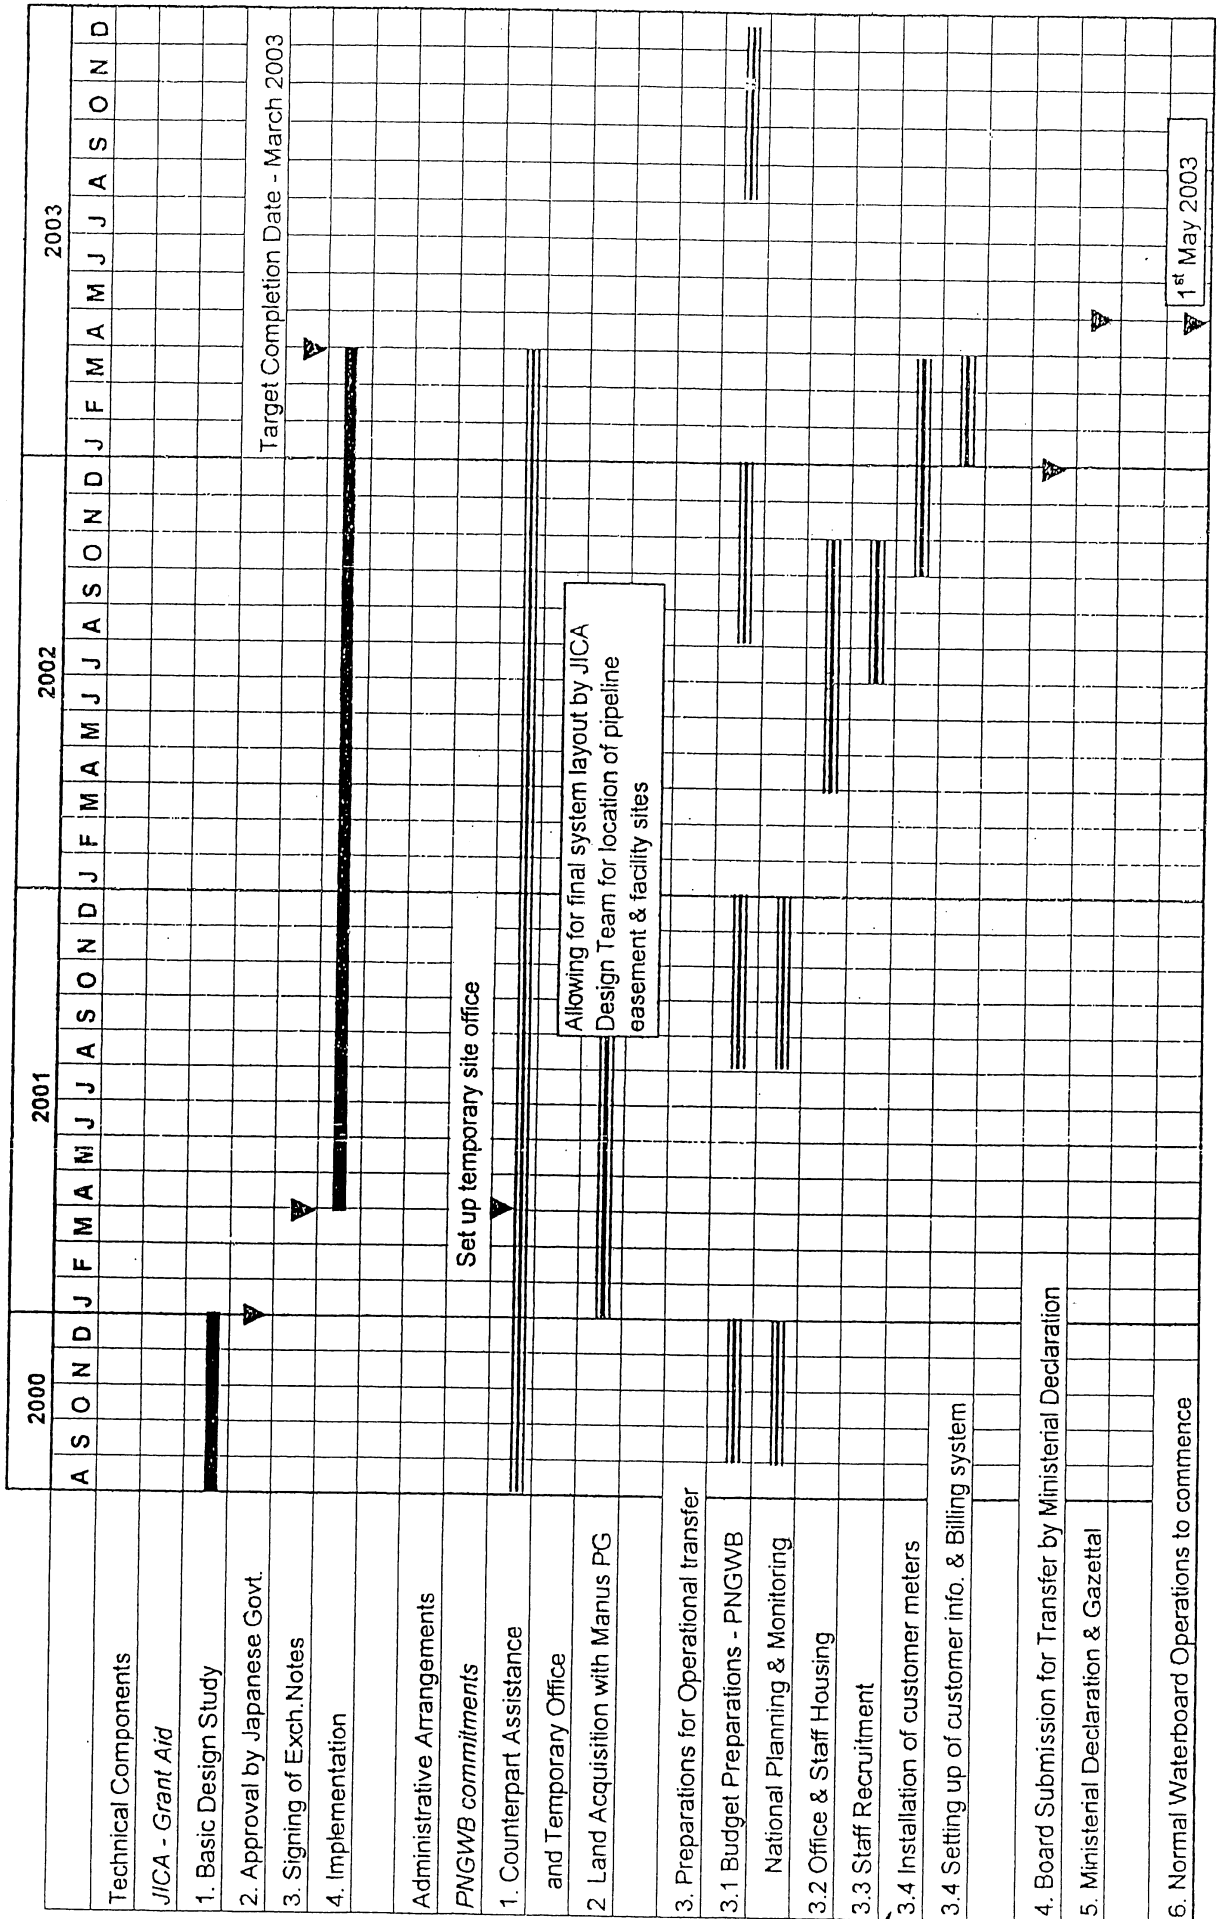 2000 2001 2002 2003
A S O N D J F M A M J J A S O N D J F M A M J J A S O N D J F M A M J J A S O N D
Technical Components
JICA - Grant Aid
1. Basic Design Study
2. Approval by Japanese Govt.
Target Completion Date - March 2003
3. Signing of Exch.Notes
4. Implementation
Administrative Arrangements
PNGWB commitments
Set up temporary site office
1. Counterpart Assistance
and Temporary Office
Allowing for final system layout by JICA
Design Team for location of pipeline
easement & facility sites
2 Land Acquisition with Manus PG
3. Preparations for Operational transfer
3.1 Budget Preparations - PNGWB
National Planning & Monitoring
3.2 Office & Staff Housing
3.3 Staff Recruitment
3.4 Installation of customer meters
3.4 Setting up of customer info. & Billing system
4. Board Submission for Transfer by Ministerial Declaration
5. Ministerial Declaration & Gazettal
6. Normal Waterboard Operations to commence
1st May 2003